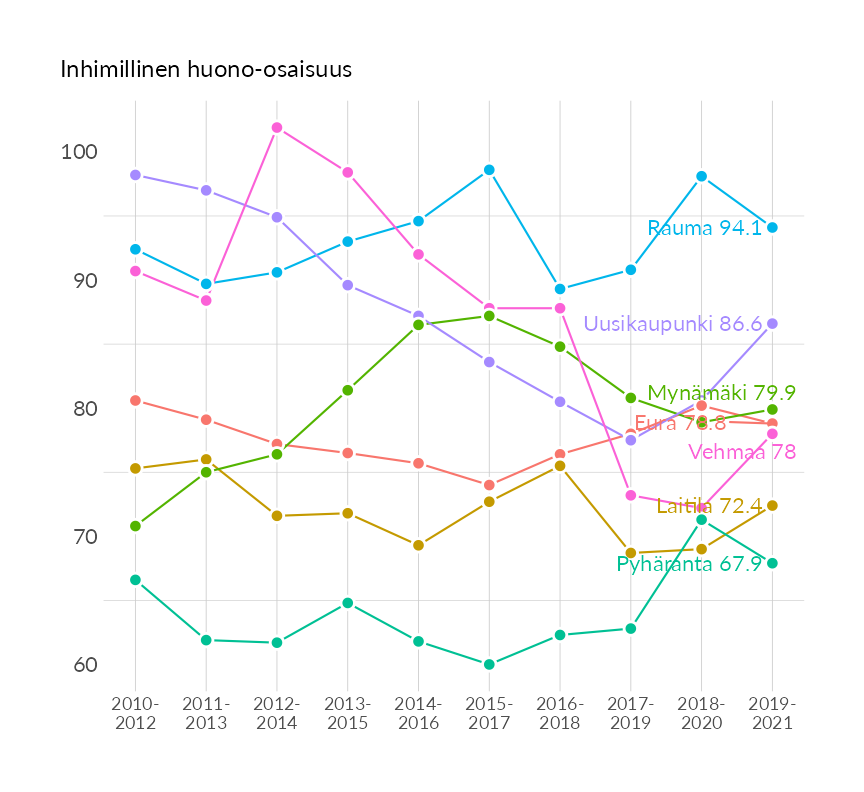 Inhimillinen huono-osaisuus
100
90
80
70
60
Rauma 94.1
Uusikaupunki 86.6
Mynämäki 79.9
Eura 78.8
Vehmaa 78
Laitila 72.4
Pyhäranta 67.9
2010- 2011- 2012- 2013- 2014- 2015- 2016- 2017- 2018- 2019-
2012 2013 2014 2015 2016 2017 2018 2019 2020 2021